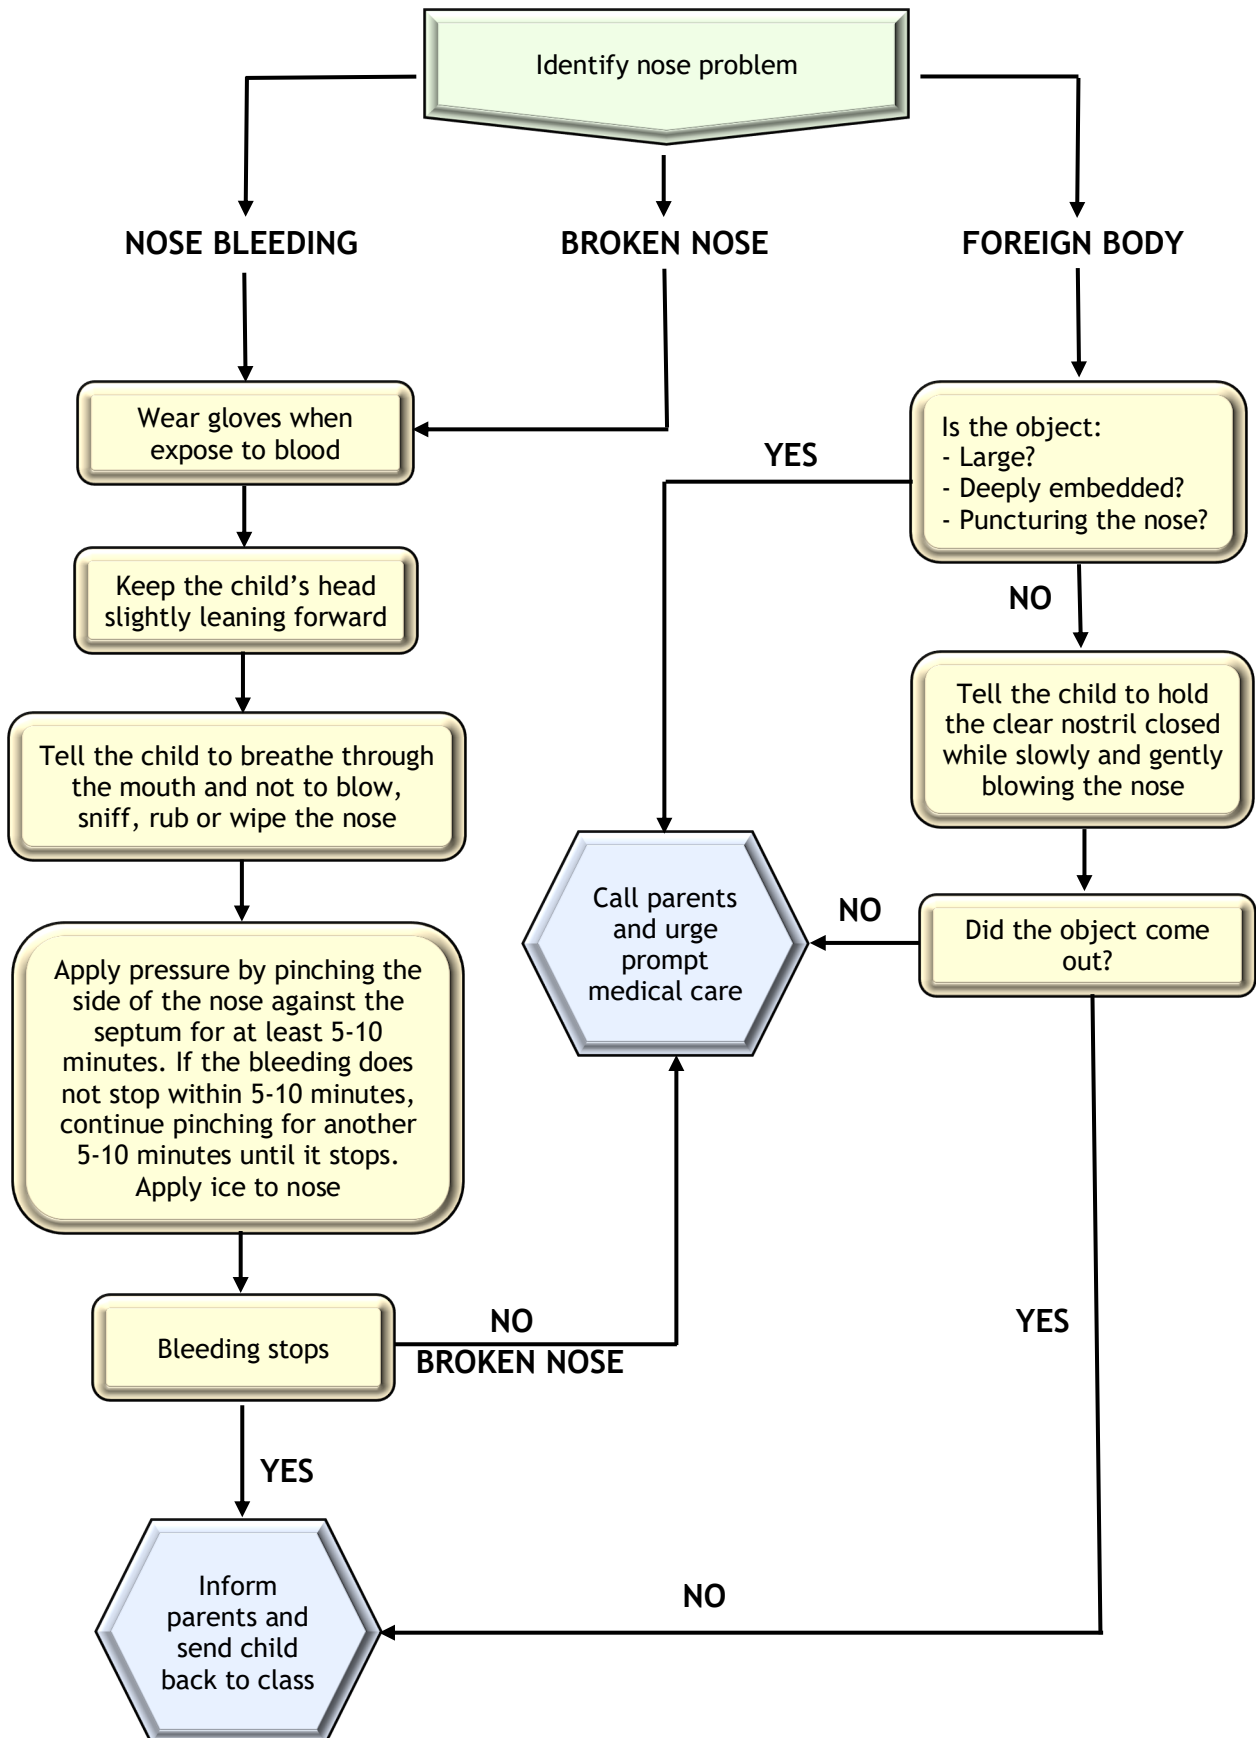 Identify nose problem
NOSE BLEEDING
BROKEN NOSE
FOREIGN BODY
Wear gloves when
expose to blood
Is the object:
- Large?
- Deeply embedded?
- Puncturing the nose?
YES
NO
Keep the child's head
slightly leaning forward
Tell the child to hold
the clear nostril closed
while slowly and gently
blowing the nose
Tell the child to breathe through
the mouth and not to blow,
sniff, rub or wipe the nose
Call parents
and urge
prompt
medical care
NO
Did the object come
out?
Apply pressure by pinching the
side of the nose against the
septum for at least 5-10
minutes. If the bleeding does
not stop within 5-10 minutes,
continue pinching for another
5-10 minutes until it stops.
Apply ice to nose
Bleeding stops
NO
BROKEN NOSE
YES
YES
Inform
parents and
send child
back to class
NO